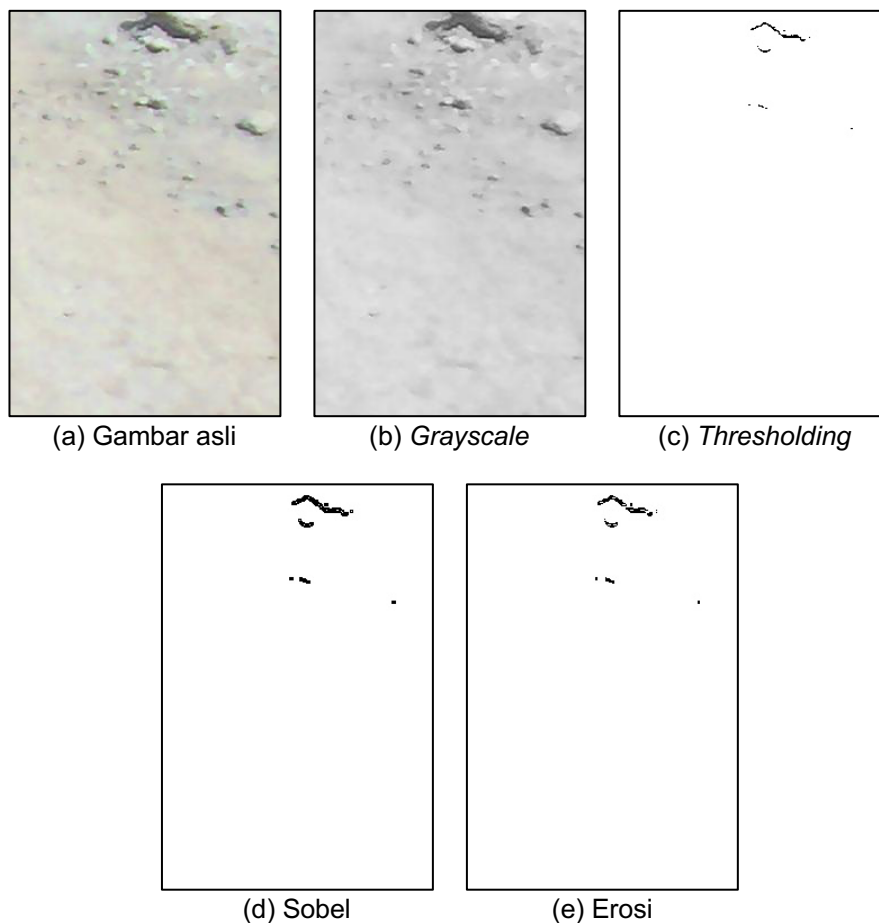 (a) Gambar asli
(b) Grayscale
(c) Thresholding
(d) Sobel
(e) Erosi